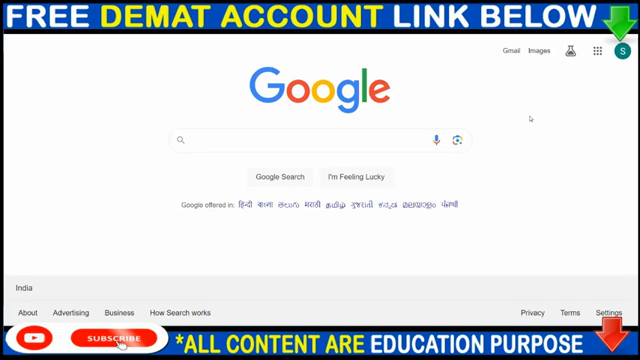 FREE DEMAT ACCOUNT LINK BELOW
Gmail Images S
Google
Google Search I'm Feeling Lucky
Google offered in: हिन्दी বাংলা తెలుగు मराठी தமிழ் ગુજરાતી ಕನ್ನಡ മലയാളം ਪੰਜਾਬੀ
India
About Advertising Business How Search works Privacy Terms Settings
SUBSCRIBE
*ALL CONTENT ARE EDUCATION PURPOSE